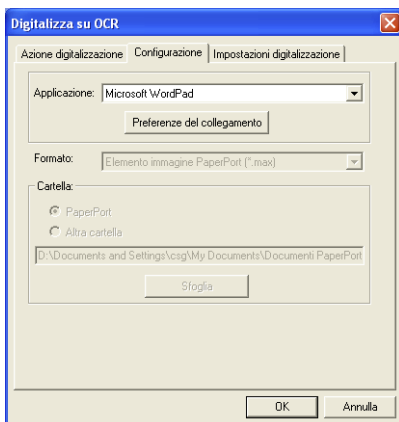 Digitalizza su OCR
Azione digitalizzazione Configurazione Impostazioni digitalizzazione
Applicazione: Microsoft WordPad
Preferenze del collegamento
Formato: Elemento immagine PaperPort (*.max)
Cartella:
PaperPort
Altra cartella
D:\Documents and Settings\csg\My Documents\Documenti PaperPort
Sfoglia
OK Annulla